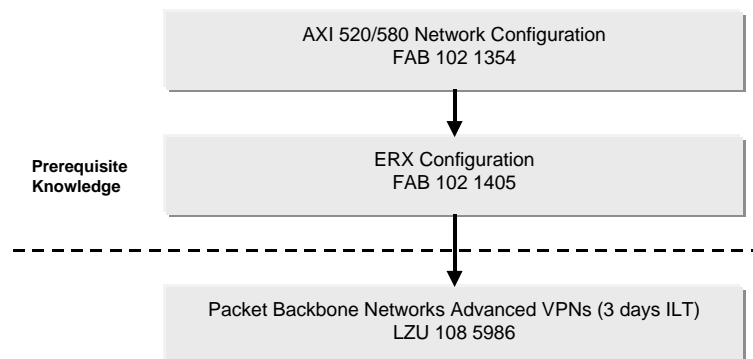 AXI 520/580 Network Configuration
FAB 102 1354
Prerequisite
Knowledge
ERX Configuration
FAB 102 1405
Packet Backbone Networks Advanced VPNs (3 days ILT)
LZU 108 5986